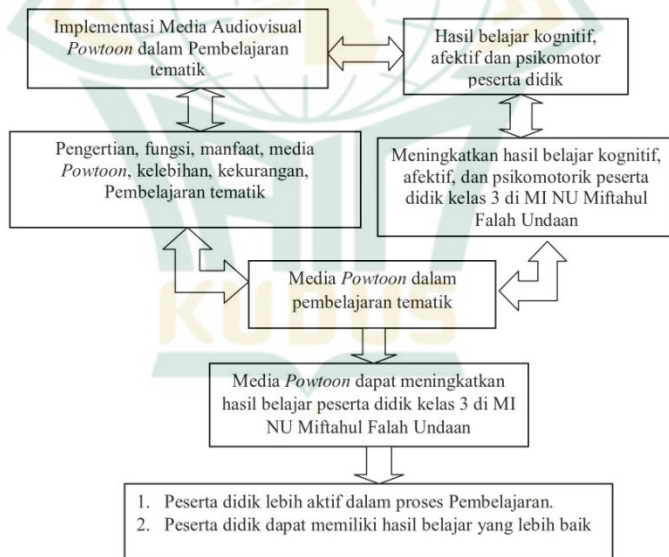 Implementasi Media Audiovisual
Powtoon dalam Pembelajaran
tematik
Hasil belajar kognitif,
afektif dan psikomotor
peserta didik
Pengertian, fungsi, manfaat, media
Powtoon, kelebihan, kekurangan,
Pembelajaran tematik
Meningkatkan hasil belajar kognitif,
afektif, dan psikomotorik peserta
didik kelas 3 di MI NU Miftahul
Falah Undaan
Media Powtoon dalam
pembelajaran tematik
KUDUS
Media Powtoon dapat meningkatkan
hasil belajar peserta didik kelas 3 di MI
NU Miftahul Falah Undaan
1. Peserta didik lebih aktif dalam proses Pembelajaran.
2. Peserta didik dapat memiliki hasil belajar yang lebih baik